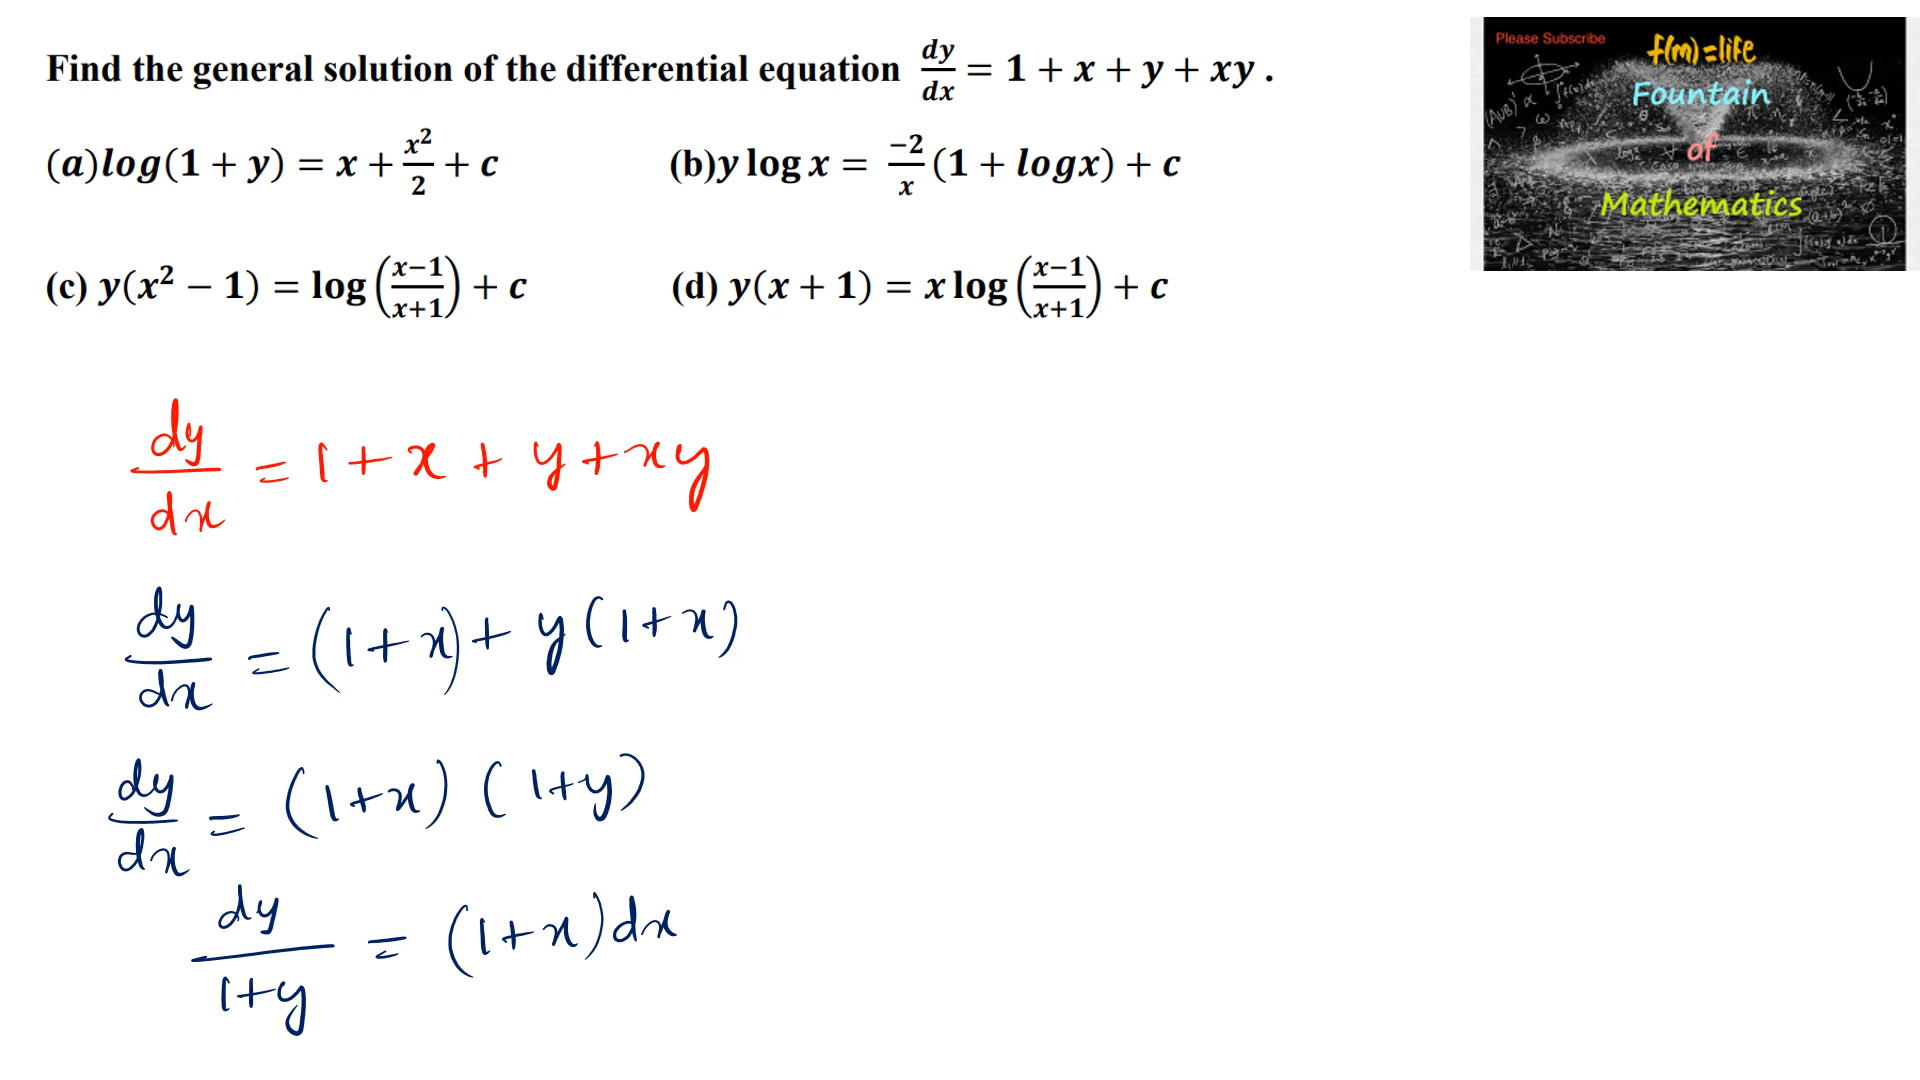 Find the general solution of the differential equation dy/dx = 1 + x + y + xy .
(a)log(1 + y) = x + x²/2 + c (b)y log x = -2/x (1 + logx) + c
(c) y(x² − 1) = log((x−1)/(x+1)) + c (d) y(x + 1) = x log((x−1)/(x+1)) + c
Please Subscribe
f(m)=life
Fountain
of
Mathematics
dy/dx = 1 + x + y + xy
dy/dx = (1+x) + y(1+x)
dy/dx = (1+x) (1+y)
dy/1+y = (1+x)dx